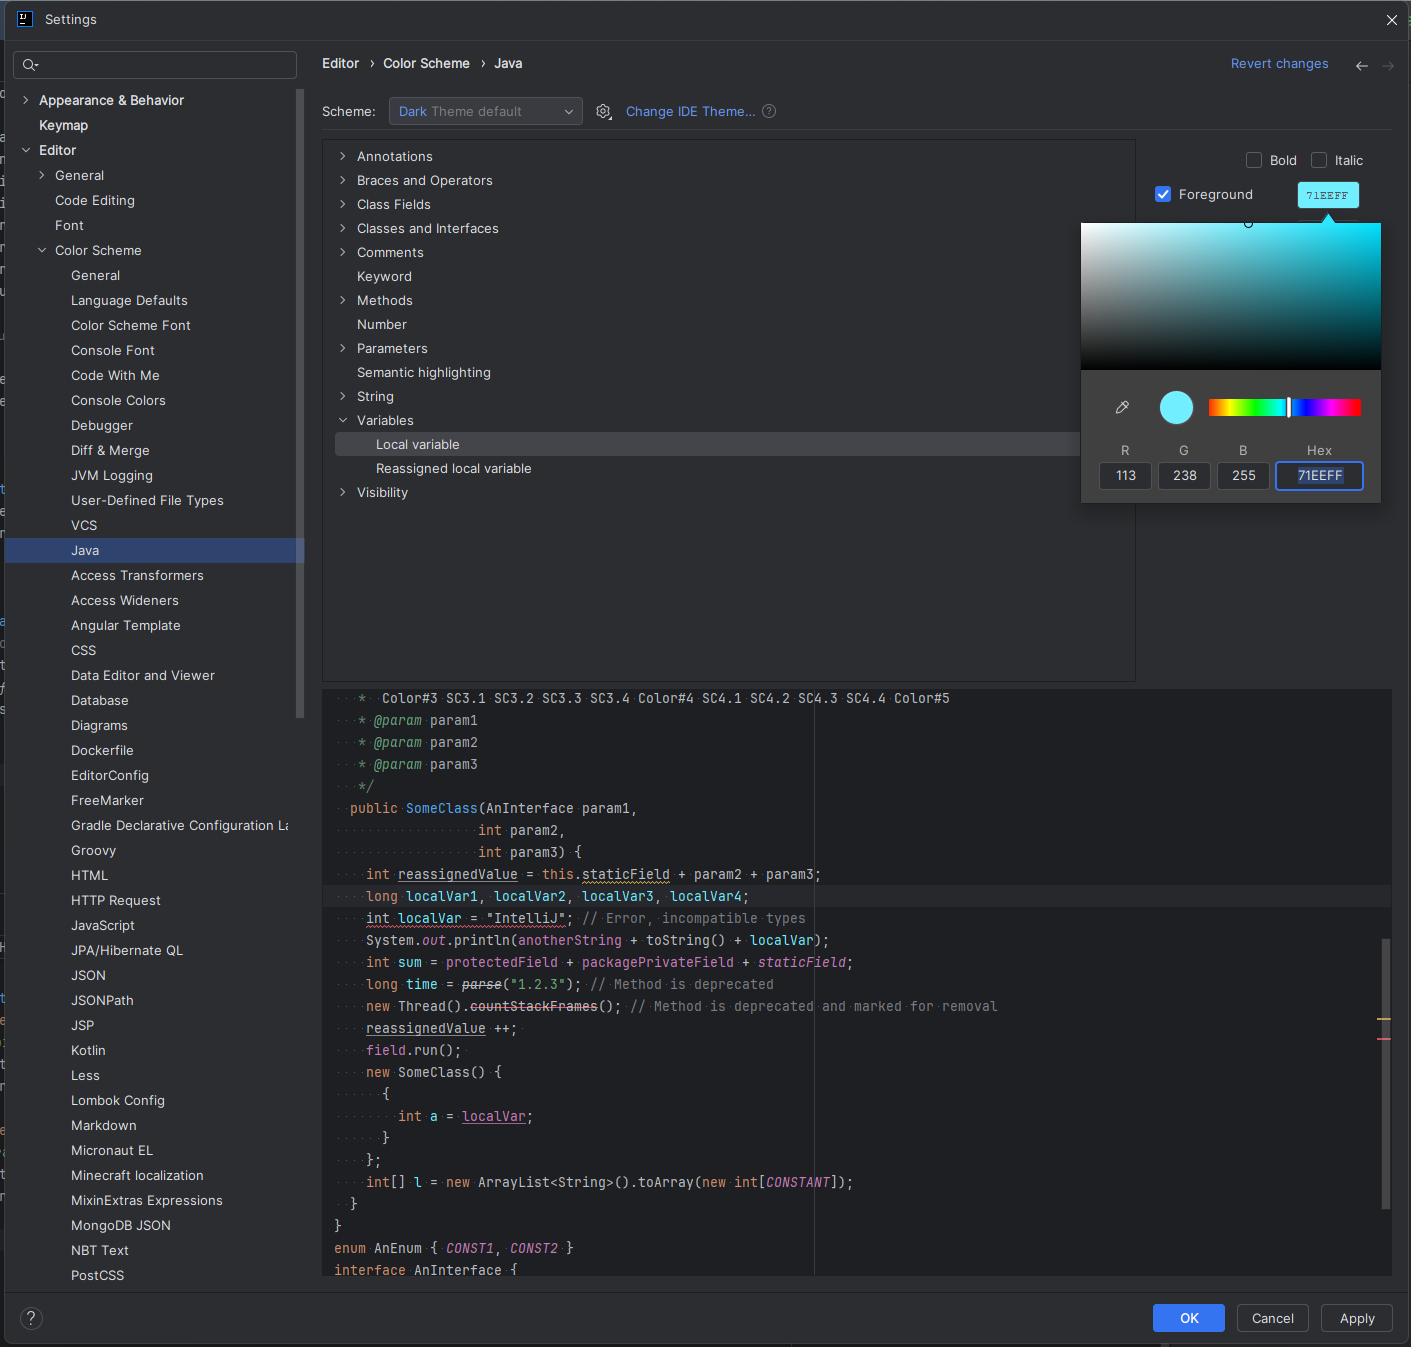 Settings
Editor › Color Scheme › Java
Revert changes
Appearance & Behavior
Keymap
Editor
General
Code Editing
Font
Color Scheme
General
Language Defaults
Color Scheme Font
Console Font
Code With Me
Console Colors
Debugger
Diff & Merge
JVM Logging
User-Defined File Types
VCS
Java
Access Transformers
Access Wideners
Angular Template
CSS
Data Editor and Viewer
Database
Diagrams
Dockerfile
EditorConfig
FreeMarker
Gradle Declarative Configuration La
Groovy
HTML
HTTP Request
JavaScript
JPA/Hibernate QL
JSON
JSONPath
JSP
Kotlin
Less
Lombok Config
Markdown
Micronaut EL
Minecraft localization
MixinExtras Expressions
MongoDB JSON
NBT Text
PostCSS
Scheme: Dark Theme default Change IDE Theme... ?
Annotations
Braces and Operators
Class Fields
Classes and Interfaces
Comments
Keyword
Methods
Number
Parameters
Semantic highlighting
String
Variables
Local variable
Reassigned local variable
Visibility
Bold Italic
Foreground 71EEFF
R G B Hex
113 238 255 71EEFF
* Color#3 SC3.1 SC3.2 SC3.3 SC3.4 Color#4 SC4.1 SC4.2 SC4.3 SC4.4 Color#5
* @param param1
* @param param2
* @param param3
*/
public SomeClass(AnInterface param1,
int param2,
int param3) {
int reassignedValue = this.staticField + param2 + param3;
long localVar1, localVar2, localVar3, localVar4;
int localVar = "IntelliJ"; // Error, incompatible types
System.out.println(anotherString + toString() + localVar);
int sum = protectedField + packagePrivateField + staticField;
long time = parse("1.2.3"); // Method is deprecated
new Thread().countStackFrames(); // Method is deprecated and marked for removal
reassignedValue ++;
field.run();
new SomeClass() {
{
int a = localVar;
}
};
int[] l = new ArrayList<String>().toArray(new int[CONSTANT]);
}
}
enum AnEnum { CONST1, CONST2 }
interface AnInterface {
?
OK Cancel Apply